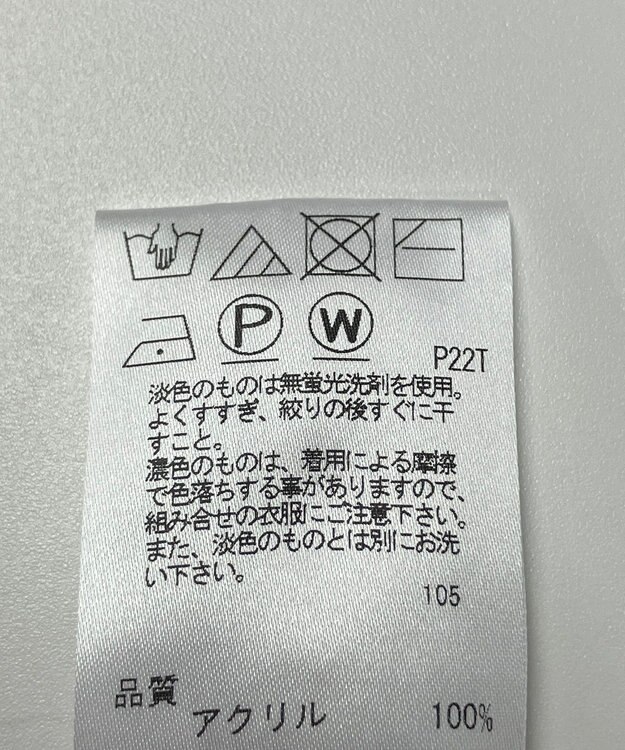 P W P22T
淡色のものは無蛍光洗剤を使用。
よくすすぎ、絞りの後すぐに干
すこと。
濃色のものは、着用による摩擦
で色落ちする事がありますので、
組み合せの衣服にご注意下さい。
また、淡色のものとは別にお洗
い下さい。
105
品質
アクリル 100%